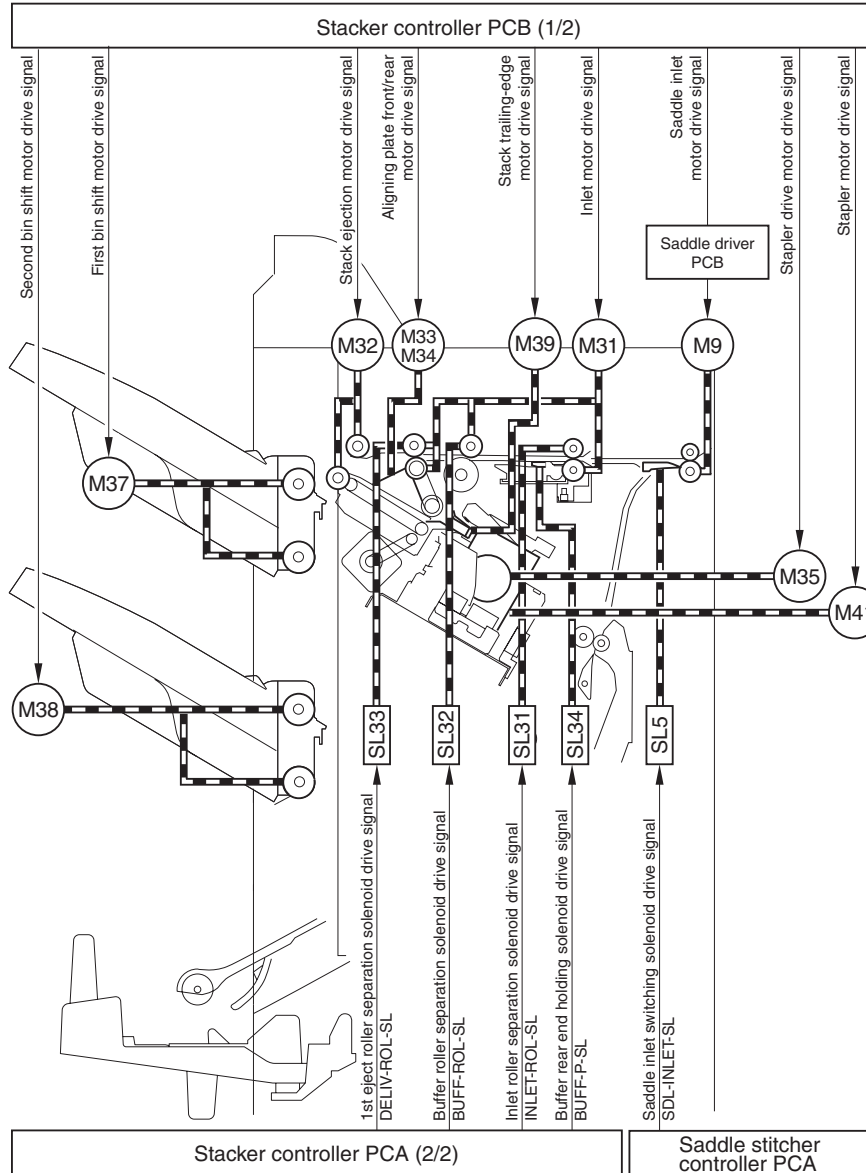 Stacker controller PCB (1/2)
Second bin shift motor drive signal
First bin shift motor drive signal
Stack ejection motor drive signal
Aligning plate front/rear
motor drive signal
Stack trailing-edge
motor drive signal
Inlet motor drive signal
Saddle inlet
motor drive signal
Stapler drive motor drive signal
Stapler motor drive signal
Saddle driver
PCB
M32
M33
M34
M39
M31
M9
M37
M35
M41
M38
SL33
SL32
SL31
SL34
SL5
1st eject roller separation solenoid drive signal
DELIV-ROL-SL
Buffer roller separation solenoid drive signal
BUFF-ROL-SL
Inlet roller separation solenoid drive signal
INLET-ROL-SL
Buffer rear end holding solenoid drive signal
BUFF-P-SL
Saddle inlet switching solenoid drive signal
SDL-INLET-SL
Stacker controller PCA (2/2)
Saddle stitcher
controller PCA